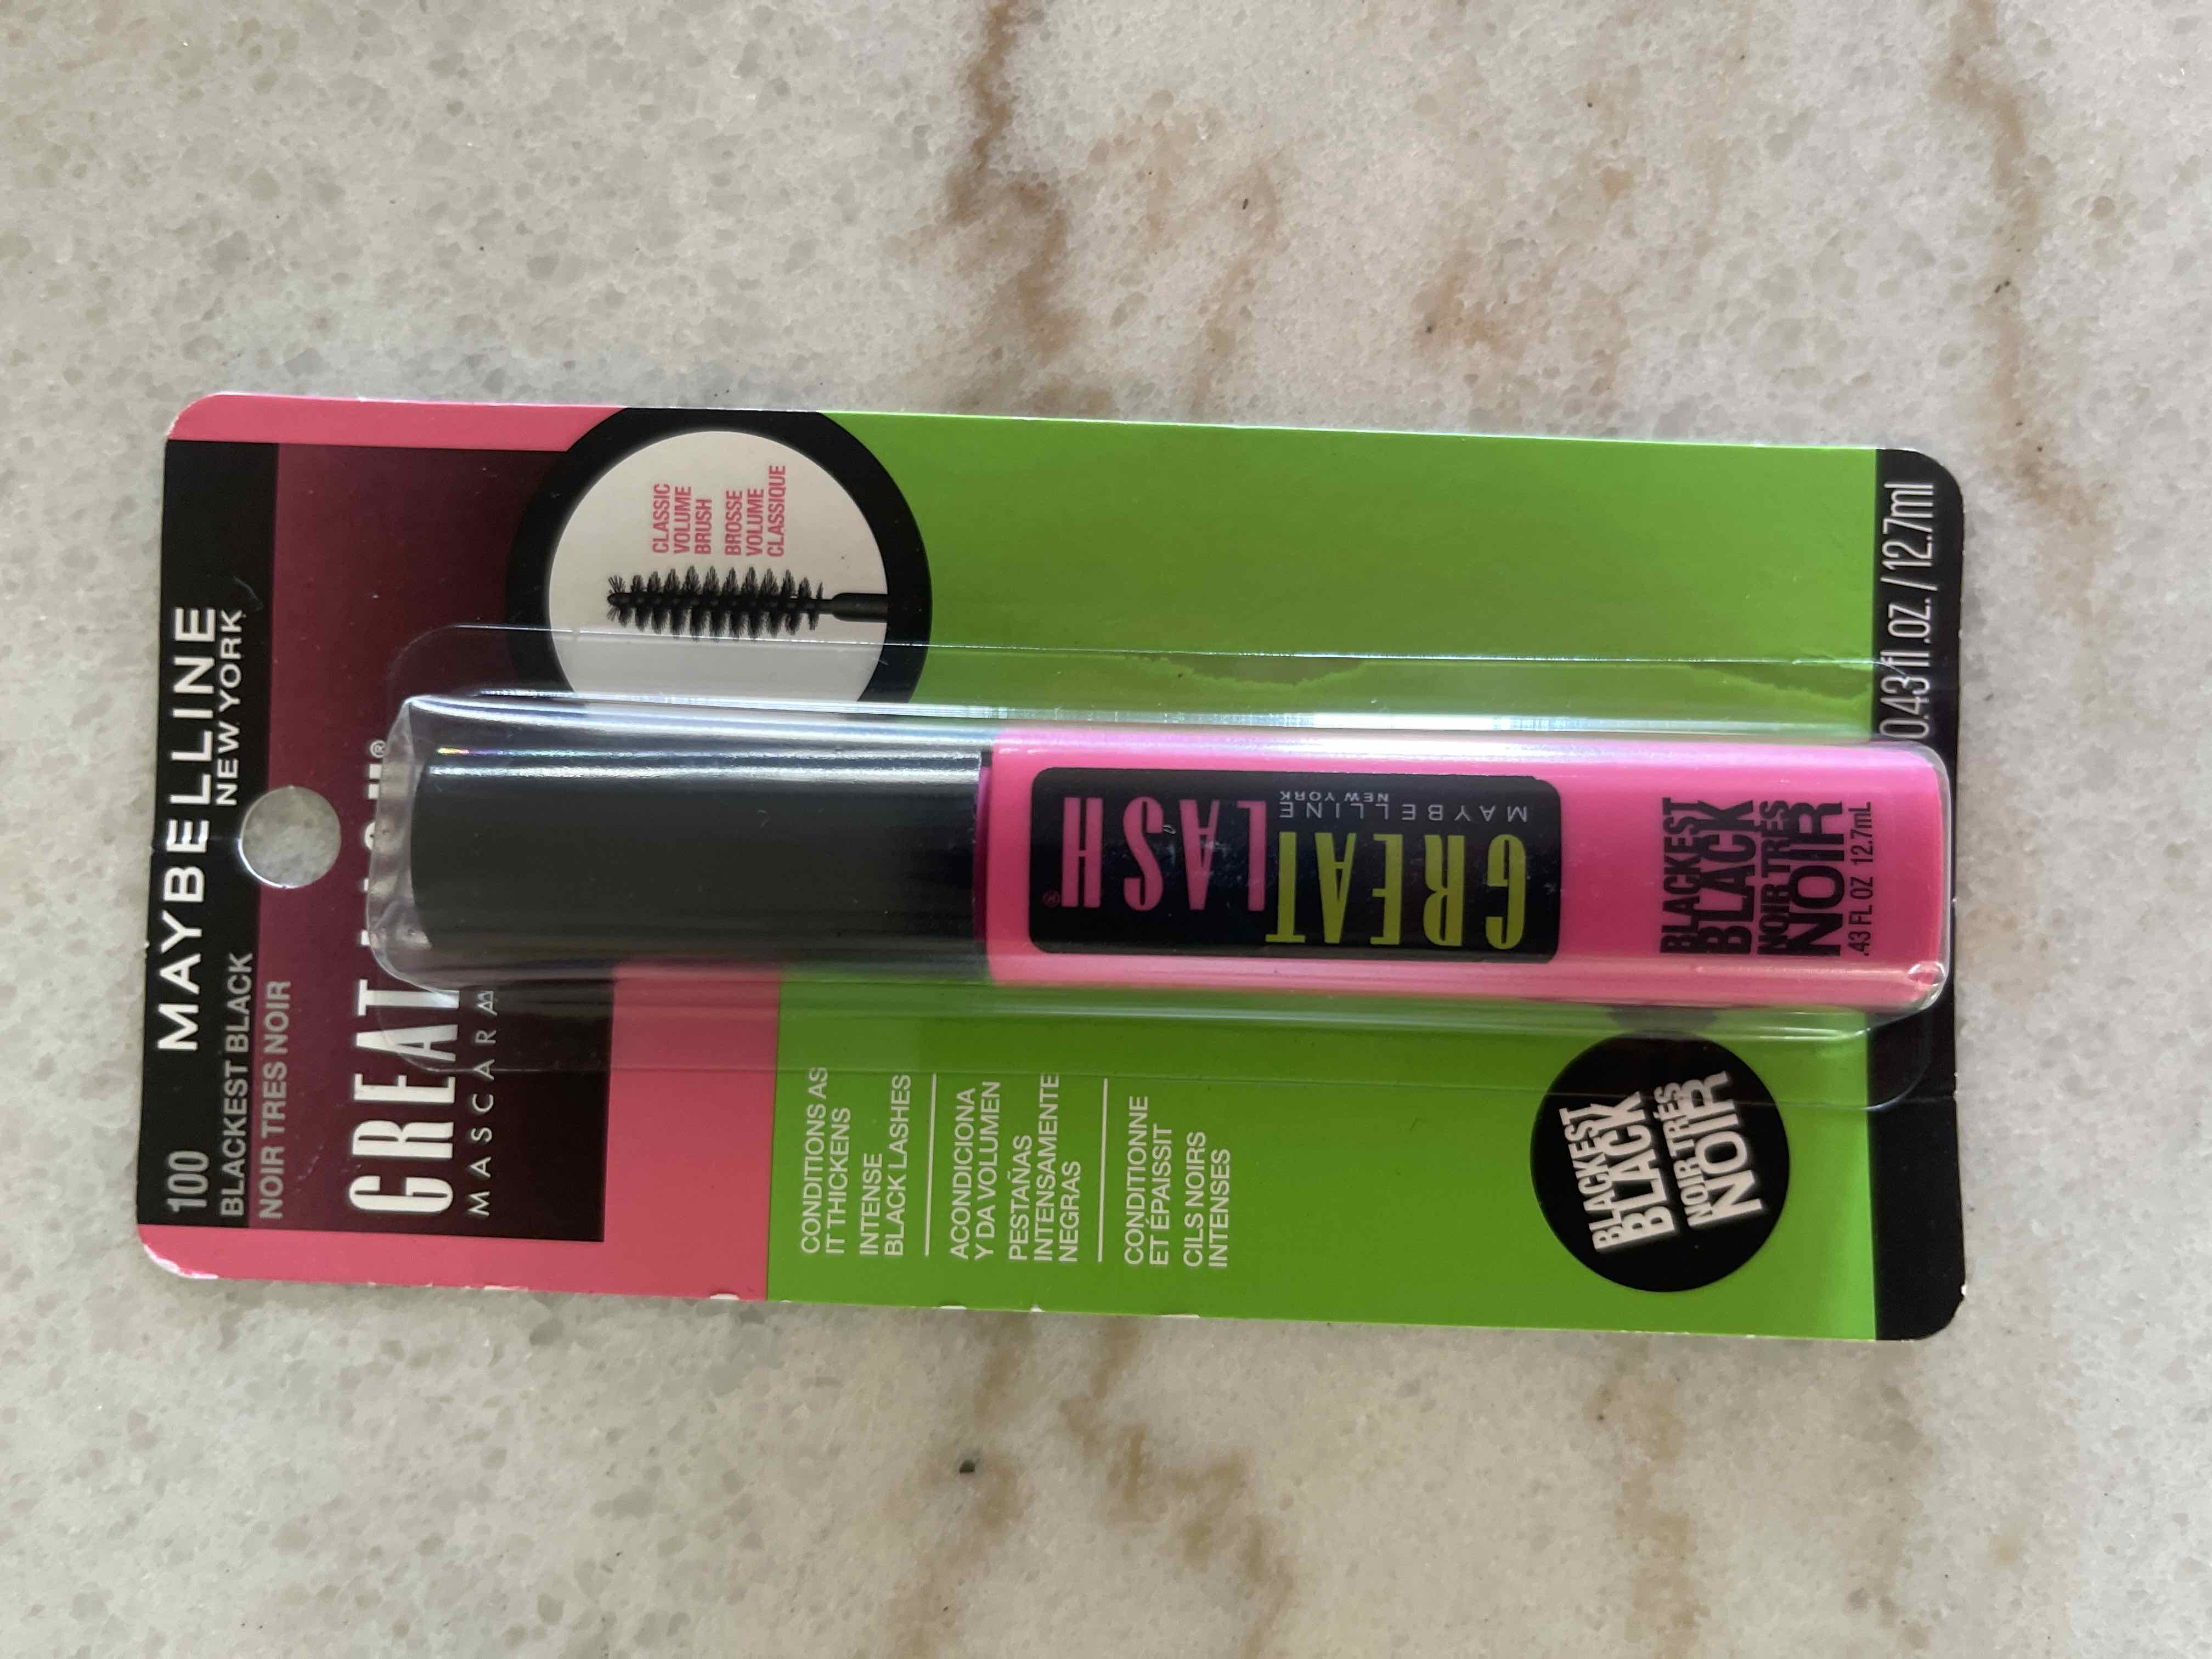 MAYBELLINE
NEW YORK
100
BLACKEST BLACK
NOIR TRES NOIR
GREAT
MASCARA
CLASSIC
VOLUME
BRUSH
BROSSE
VOLUME
CLASSIQUE
CONDITIONS AS
IT THICKENS
INTENSE
BLACK LASHES
ACONDICIONA
Y DA VOLUMEN
PESTAÑAS
INTENSAMENTE
NEGRAS
CONDITIONNE
ET ÉPAISSIT
CILS NOIRS
INTENSES
MAYBELLINE
NEW YORK
GREAT
LASH®
BLACKEST
BLACK
NOIR TRES
NOIR
.43 FL OZ 12.7mL
BLACKEST
BLACK
NOIR TRÈS
NOIR
0.43 fl. oz. / 12.7ml